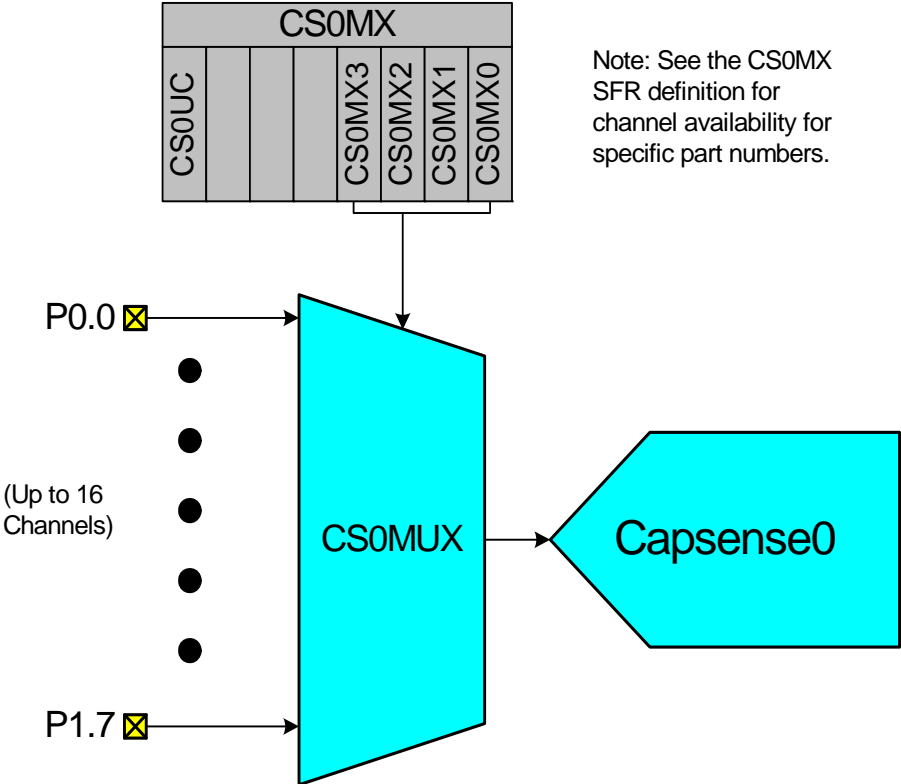 CS0MX
CS0UC
CS0MX3
CS0MX2
CS0MX1
CS0MX0
Note: See the CS0MX
SFR definition for
channel availability for
specific part numbers.
P0.0
(Up to 16
Channels)
CS0MUX
Capsense0
P1.7